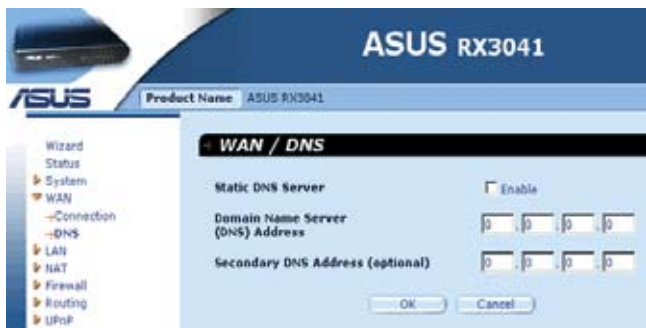 ASUS RX3041
ASUS
Product Name ASUS RX3041
Wizard
Status
System
WAN
Connection
DNS
LAN
NAT
Firewall
Routing
UPnP
WAN / DNS
Static DNS Server Enable
Domain Name Server
(DNS) Address 0 . 0 . 0 . 0
Secondary DNS Address (optional) 0 . 0 . 0 . 0
OK Cancel